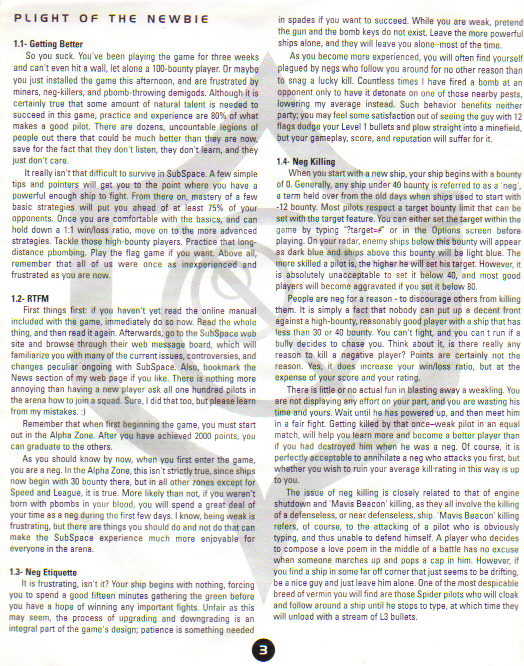 PLIGHT OF THE NEWBIE
1.1- Getting Better
So you suck. You've been playing the game for three weeks
and can't even hit a wall, let alone a 100-bounty player. Or maybe
you just installed the game this afternoon, and are frustrated by
miners, neg-killers, and pbomb-throwing demigods. Although it is
certainly true that some amount of natural talent is needed to
succeed in this game, practice and experience are 80% of what
makes a good pilot. There are dozens, uncountable legions of
people out there that could be much better than they are now,
save for the fact that they don't listen, they don't learn, and they
just don't care.
It really isn't that difficult to survive in SubSpace. A few simple
tips and pointers will get you to the point where you have a
powerful enough ship to fight. From there on, mastery of a few
basic strategies will put you ahead of at least 75% of your
opponents. Once you are comfortable with the basics, and can
hold down a 1:1 win/loss ratio, move on to the more advanced
strategies. Tackle those high-bounty players. Practice that long-
distance pbombing. Play the flag game if you want. Above all,
remember that all of us were once as inexperienced and
frustrated as you are now.
1.2- RTFM
First things first: if you haven't yet read the online manual
included with the game, immediately do so now. Read the whole
thing, and then read it again. Afterwards, go to the SubSpace web
site and browse through their web message board, which will
familiarize you with many of the current issues, controversies, and
changes peculiar ongoing with SubSpace. Also, bookmark the
News section of my web page if you like. There is nothing more
annoying than having a new player ask all one hundred pilots in
the arena how to join a squad. Sure, I did that too, but please learn
from my mistakes. :)
Remember that when first beginning the game, you must start
out in the Alpha Zone. After you have achieved 2000 points, you
can graduate to the others.
As you should know by now, when you first enter the game,
you are a neg. In the Alpha Zone, this isn't strictly true, since ships
now begin with 30 bounty there, but in all other zones except for
Speed and League, it is true. More likely than not, if you weren't
born with bombs in your blood, you will spend a great deal of
your time as a neg during the first few days. I know, being weak is
frustrating, but there are things you should do and not do that can
make the SubSpace experience much more enjoyable for
everyone in the arena.
1.3- Neg Etiquette
It is frustrating, isn't it? Your ship begins with nothing, forcing
you to spend a good fifteen minutes gathering the green before
you have a hope of winning any important fights. Unfair as this
may seem, the process of upgrading and downgrading is an
integral part of the game's design; patience is something needed
in spades if you want to succeed. While you are weak, pretend
the gun and the bomb keys do not exist. Leave the more powerful
ships alone, and they will leave you alone–most of the time.
As you become more experienced, you will often find yourself
plagued by negs who follow you around for no other reason than
to snag a lucky kill. Countless times I have fired a bomb at an
opponent only to have it detonate on one of those nearby pests,
lowering my average instead. Such behavior benefits neither
party; you may feel some satisfaction out of seeing the guy with 12
flags dodge your Level 1 bullets and plow straight into a minefield,
but your gameplay, score, and reputation will suffer for it.
1.4- Neg Killing
When you start with a new ship, your ship begins with a bounty
of 0. Generally, any ship under 40 bounty is referred to as a 'neg',
a term held over from the old days when ships used to start with
-12 bounty. Most pilots respect a target bounty limit that can be
set with the target feature. You can either set the target within the
game by typing "?target=#" or in the Options screen before
playing. On your radar, enemy ships below this bounty will appear
as dark blue and ships above this bounty will be light blue. The
more skilled a pilot is, the higher he will set his target. However, it
is absolutely unacceptable to set it below 40, and most good
players will become aggravated if you set it below 80.
People are neg for a reason - to discourage others from killing
them. It is simply a fact that nobody can put up a decent front
against a high-bounty, reasonably good player with a ship that has
less than 30 or 40 bounty. You can't fight, and you can't run if a
bully decides to chase you. Think about it, is there really any
reason to kill a negative player? Points are certainly not the
reason. Yes, it does increase your win/loss ratio, but at the
expense of your score and your rating.
There is little or no actual fun in blasting away a weakling. You
are not displaying any effort on your part, and you are wasting his
time and yours. Wait until he has powered up, and then meet him
in a fair fight. Getting killed by that once–weak pilot in an equal
match, will help you learn more and become a better player than
if you had destroyed him when he was a neg. Of course, it is
perfectly acceptable to annihilate a neg who attacks you first, but
whether you wish to ruin your average kill-rating in this way is up
to you.
The issue of neg killing is closely related to that of engine
shutdown and 'Mavis Beacon' killing, as they all involve the killing
of a defenseless, or near defenseless, ship. 'Mavis Beacon' killing
refers, of course, to the attacking of a pilot who is obviously
typing, and thus unable to defend himself. A player who decides
to compose a love poem in the middle of a battle has no excuse
when someone marches up and pops a cap in him. However, if
you find a ship in some far off corner that just seems to be drifting,
be a nice guy and just leave him alone. One of the most despicable
breed of vermin you will find are those Spider pilots who will cloak
and follow around a ship until he stops to type, at which time they
will unload with a stream of L3 bullets.
3